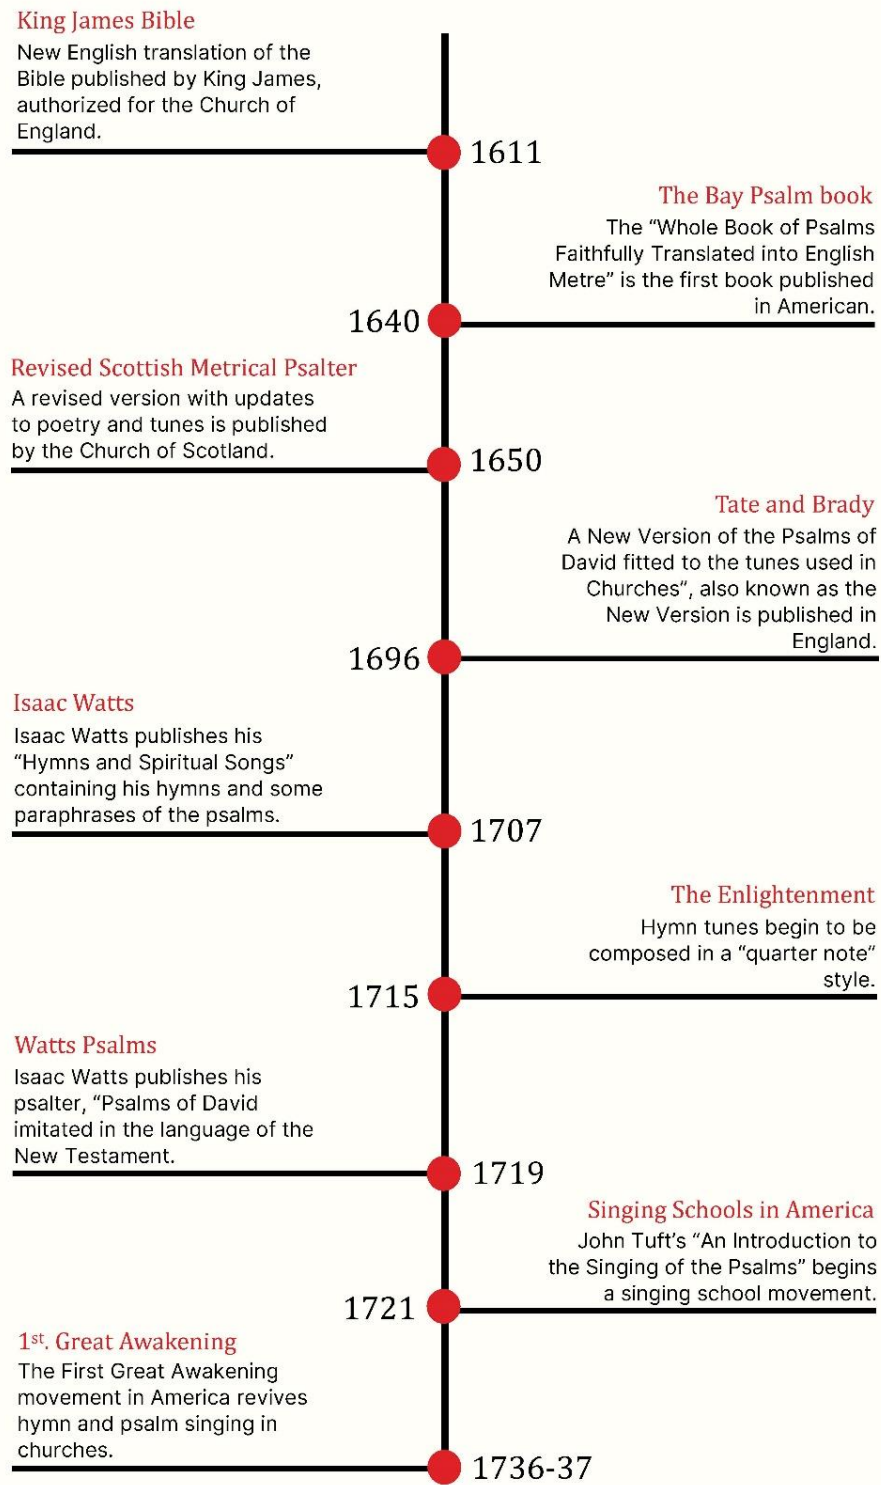 King James Bible
New English translation of the
Bible published by King James,
authorized for the Church of
England.
1611
The Bay Psalm book
The “Whole Book of Psalms
Faithfully Translated into English
Metre” is the first book published
in American.
1640
Revised Scottish Metrical Psalter
A revised version with updates
to poetry and tunes is published
by the Church of Scotland.
1650
Tate and Brady
A New Version of the Psalms of
David fitted to the tunes used in
Churches”, also known as the
New Version is published in
England.
1696
Isaac Watts
Isaac Watts publishes his
“Hymns and Spiritual Songs”
containing his hymns and some
paraphrases of the psalms.
1707
The Enlightenment
Hymn tunes begin to be
composed in a “quarter note”
style.
1715
Watts Psalms
Isaac Watts publishes his
psalter, “Psalms of David
imitated in the language of the
New Testament.
1719
Singing Schools in America
John Tuft’s “An Introduction to
the Singing of the Psalms” begins
a singing school movement.
1721
1st. Great Awakening
The First Great Awakening
movement in America revives
hymn and psalm singing in
churches.
1736-37